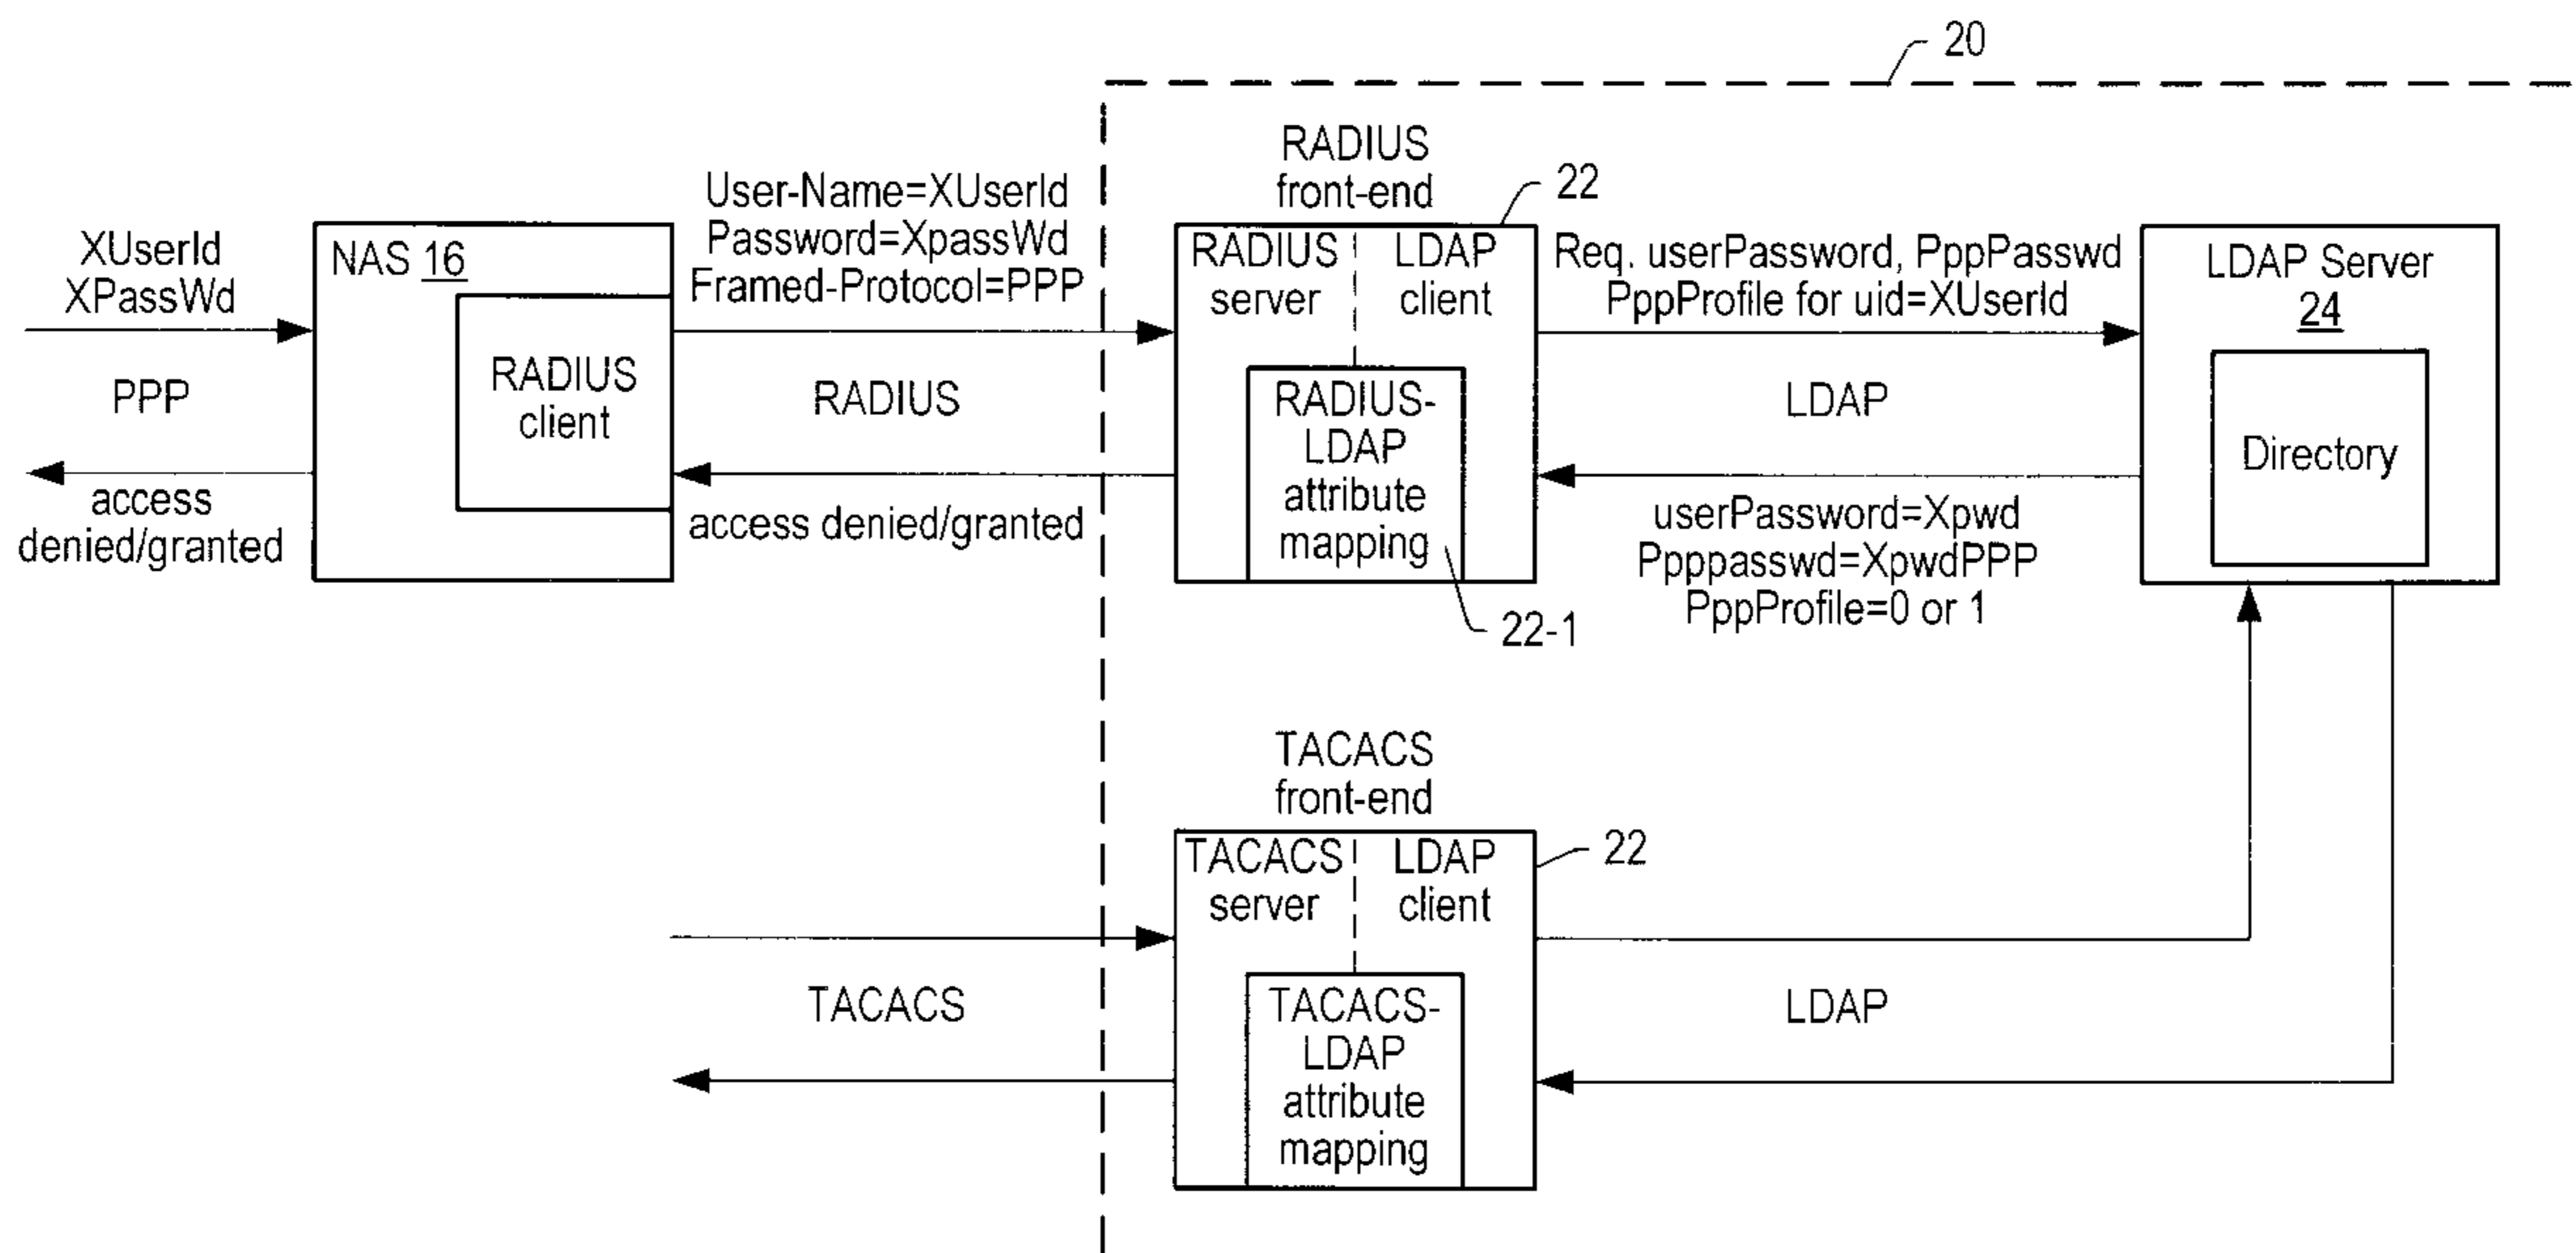 20
XUserId
XPassWd
PPP
access
denied/granted
NAS 16
RADIUS
client
User-Name=XUserId
Password=XpassWd
Framed-Protocol=PPP
RADIUS
access denied/granted
RADIUS
front-end
22
RADIUS
server
LDAP
client
RADIUS-
LDAP
attribute
mapping
22-1
Req. userPassword, PppPasswd
PppProfile for uid=XUserId
LDAP
userPassword=Xpwd
Ppppasswd=XpwdPPP
PppProfile=0 or 1
LDAP Server
24
Directory
TACACS
front-end
22
TACACS
server
LDAP
client
TACACS-
LDAP
attribute
mapping
TACACS
LDAP